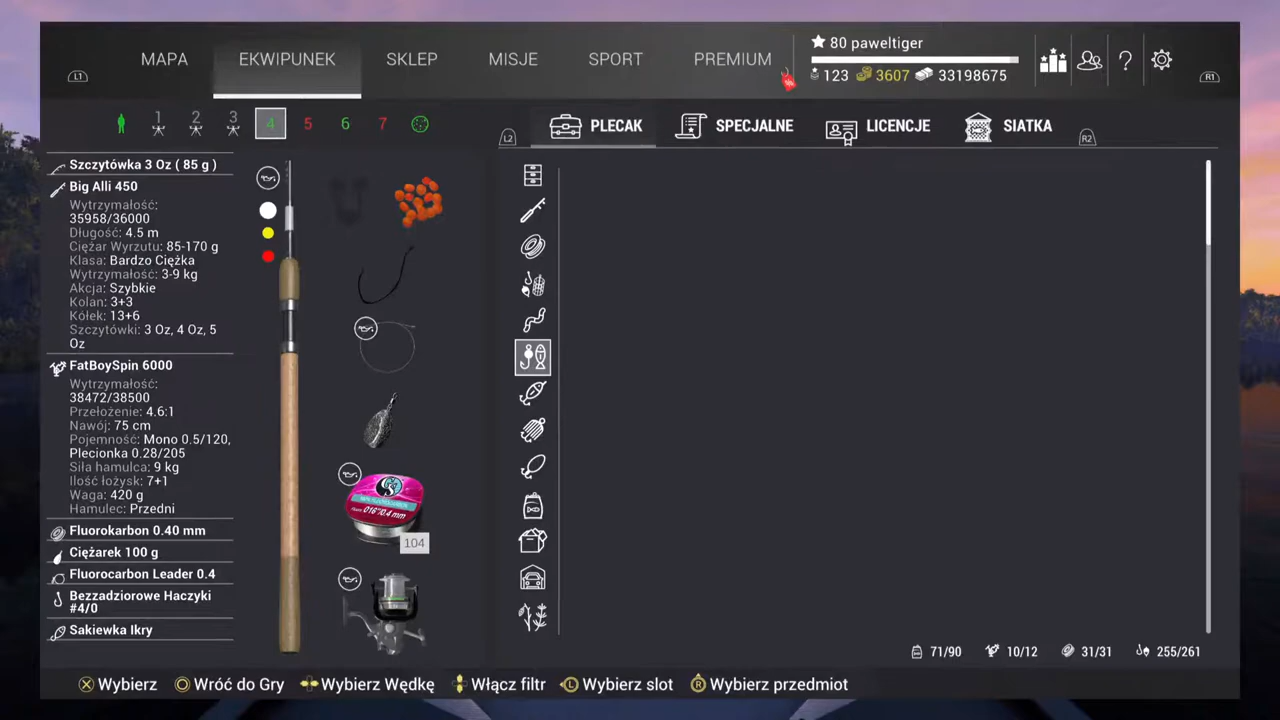 L1
MAPA
EKWIPUNEK
SKLEP
MISJE
SPORT
PREMIUM
80 paweltiger
123 3607 33198675
R1
1 2 3 4 5 6 7
L2
PLECAK
SPECJALNE
LICENCJE
SIATKA
R2
Szczytówka 3 Oz ( 85 g )
Big Alli 450
Wytrzymałość:
35958/36000
Długość: 4.5 m
Ciężar Wyrzutu: 85-170 g
Klasa: Bardzo Ciężka
Wytrzymałość: 3-9 kg
Akcja: Szybkie
Kolan: 3+3
Kółek: 13+6
Szczytówki: 3 Oz, 4 Oz, 5
Oz
FatBoySpin 6000
Wytrzymałość:
38472/38500
Przełożenie: 4.6:1
Nawój: 75 cm
Pojemność: Mono 0.5/120,
Plecionka 0.28/205
Siła hamulca: 9 kg
Ilość łożysk: 7+1
Waga: 420 g
Hamulec: Przedni
Fluorokarbon 0.40 mm
Ciężarek 100 g
Fluorocarbon Leader 0.4
Bezzadziorowe Haczyki
#4/0
Sakiewka Ikry
104
71/90 10/12 31/31 255/261
Wybierz
Wróć do Gry
Wybierz Wędkę
Włącz filtr
L Wybierz slot
R Wybierz przedmiot